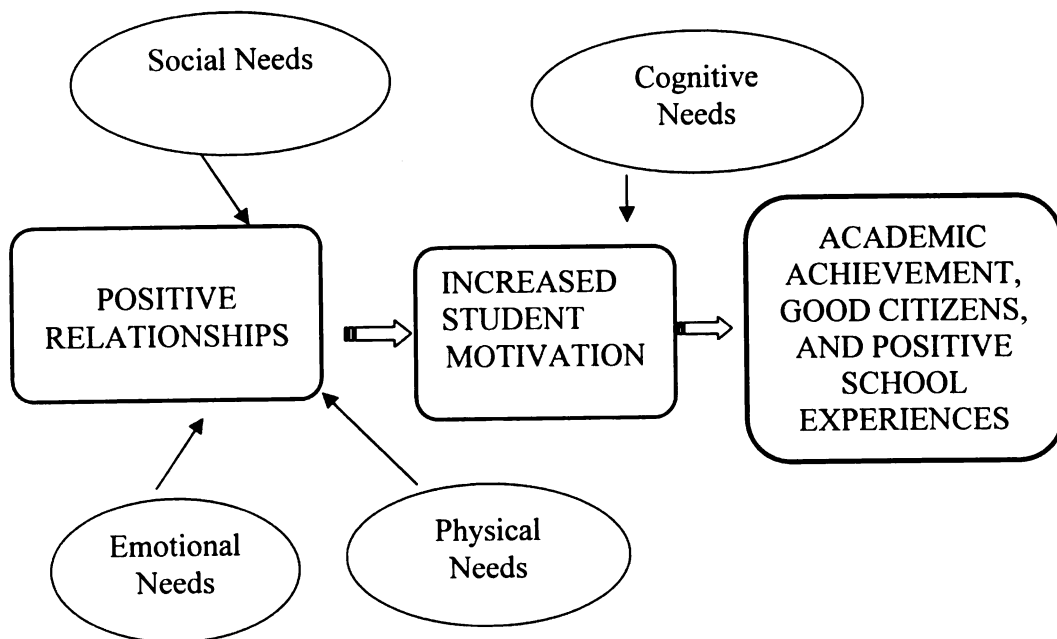 Social Needs
Cognitive
Needs
POSITIVE
RELATIONSHIPS
INCREASED
STUDENT
MOTIVATION
ACADEMIC
ACHIEVEMENT,
GOOD CITIZENS,
AND POSITIVE
SCHOOL
EXPERIENCES
Emotional
Needs
Physical
Needs